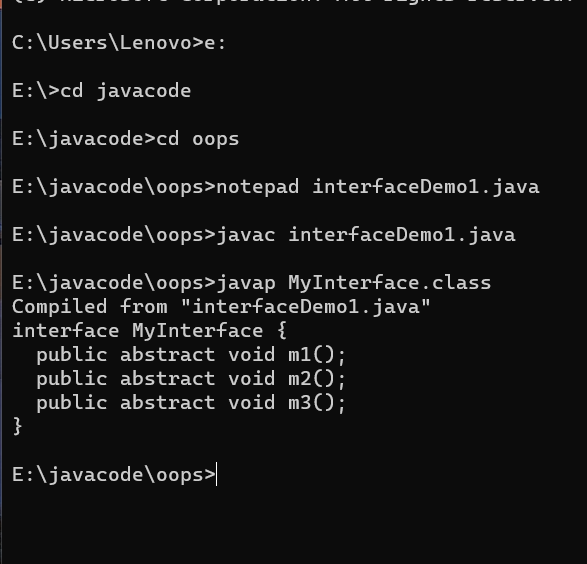 C:\Users\Lenovo>e:
E:\>cd javacode
E:\javacode>cd oops
E:\javacode\oops>notepad interfaceDemo1.java
E:\javacode\oops>javac interfaceDemo1.java
E:\javacode\oops>javap MyInterface.class
Compiled from "interfaceDemo1.java"
interface MyInterface {
  public abstract void m1();
  public abstract void m2();
  public abstract void m3();
}
E:\javacode\oops>